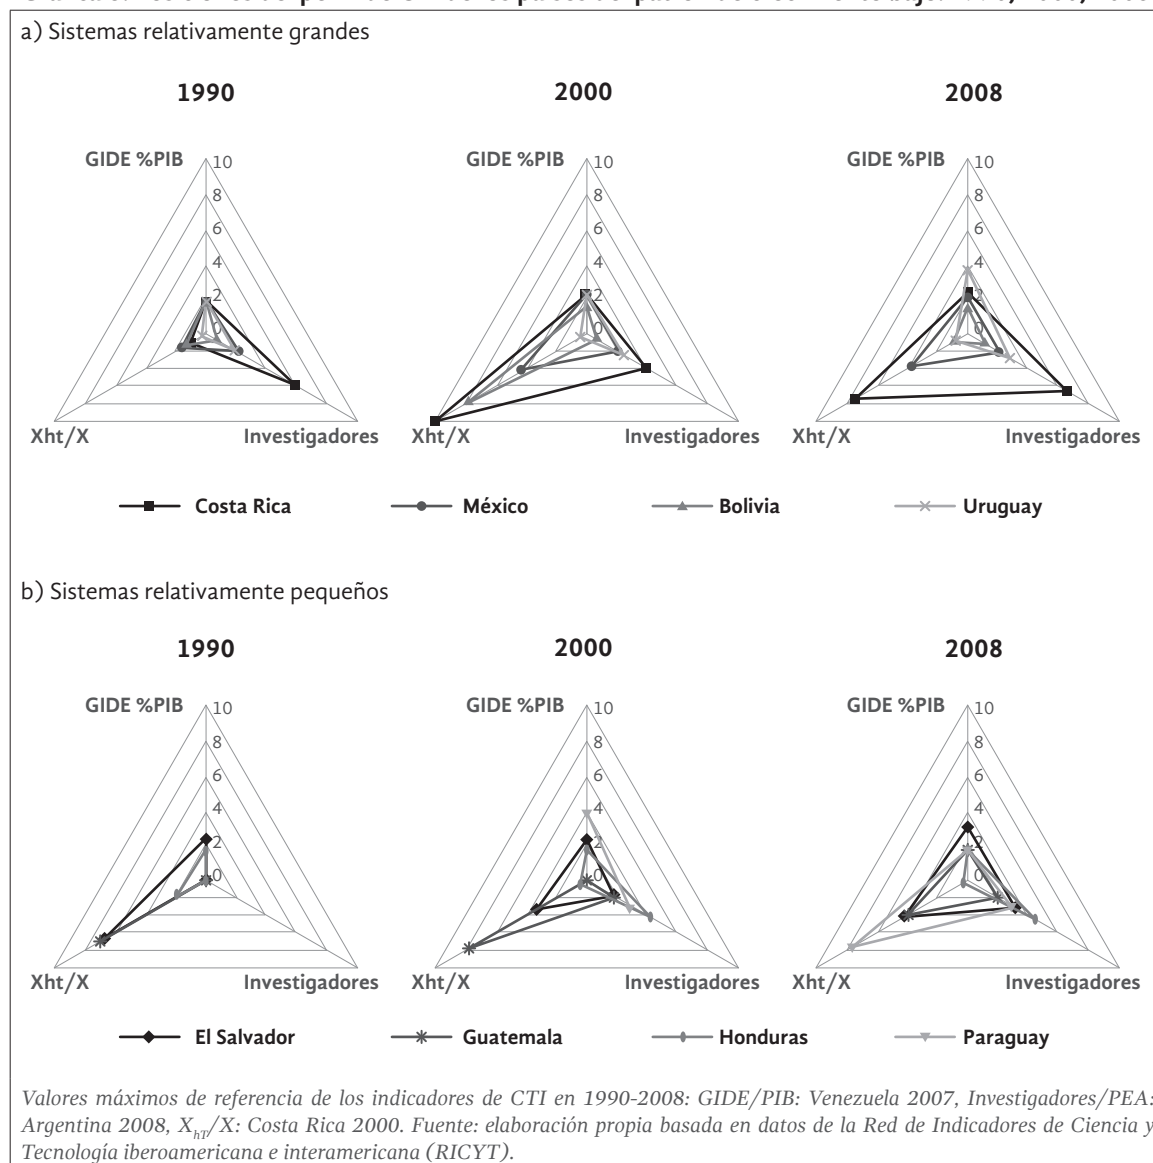 a) Sistemas relativamente grandes
1990
2000
2008
GIDE %PIB
10
8
6
4
2
0
Xht/X
Investigadores
GIDE %PIB
10
8
6
4
2
0
Xht/X
Investigadores
GIDE %PIB
10
8
6
4
2
0
Xht/X
Investigadores
Costa Rica
México
Bolivia
Uruguay
b) Sistemas relativamente pequeños
1990
2000
2008
GIDE %PIB
10
8
6
4
2
0
Xht/X
Investigadores
GIDE %PIB
10
8
6
4
2
0
Xht/X
Investigadores
GIDE %PIB
10
8
6
4
2
0
Xht/X
Investigadores
El Salvador
Guatemala
Honduras
Paraguay
Valores máximos de referencia de los indicadores de CTI en 1990-2008: GIDE/PIB: Venezuela 2007, Investigadores/PEA:
Argentina 2008, XhT/X: Costa Rica 2000. Fuente: elaboración propia basada en datos de la Red de Indicadores de Ciencia y
Tecnología iberoamericana e interamericana (RICYT).